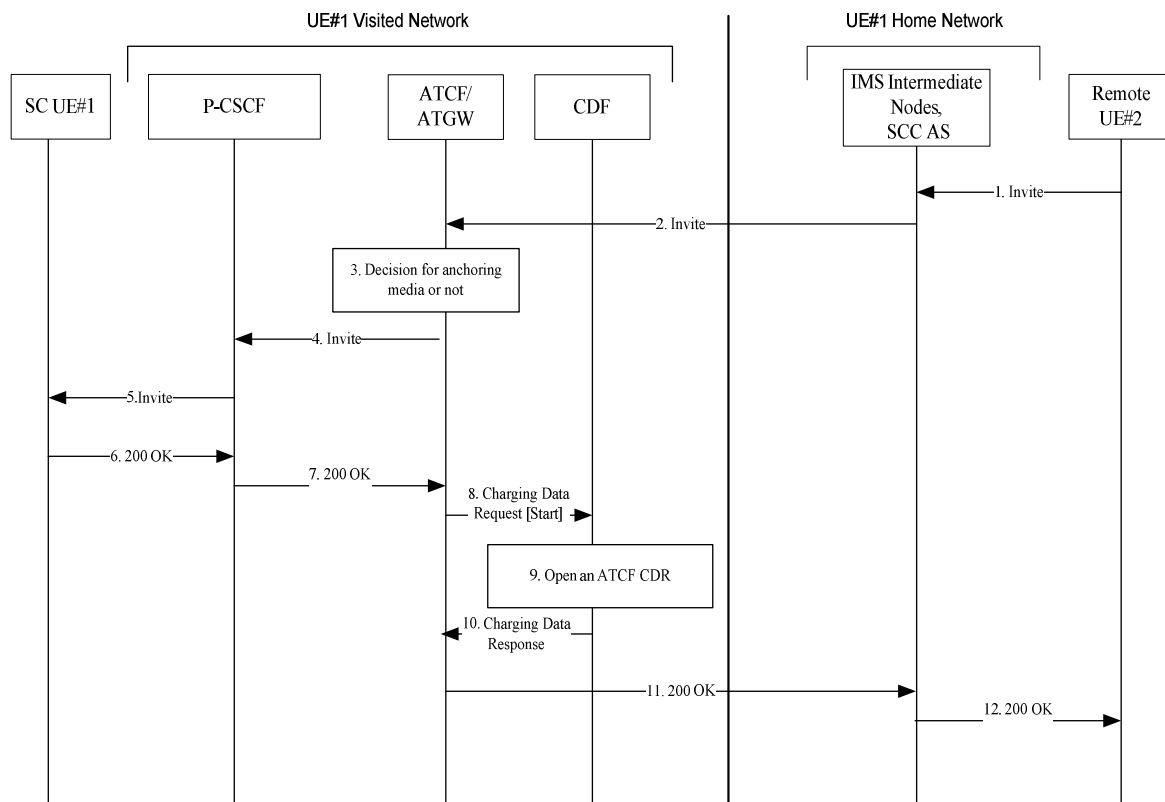 UE#1 Visited Network
UE#1 Home Network
SC UE#1
P-CSCF
ATCF/
ATGW
CDF
IMS Intermediate
Nodes,
SCC AS
Remote
UE#2
1. Invite
2. Invite
3. Decision for anchoring
media or not
4. Invite
5.Invite
6. 200 OK
7. 200 OK
8. Charging Data
Request [Start]
9. Open an ATCF CDR
10. Charging Data
Response
11. 200 OK
12. 200 OK